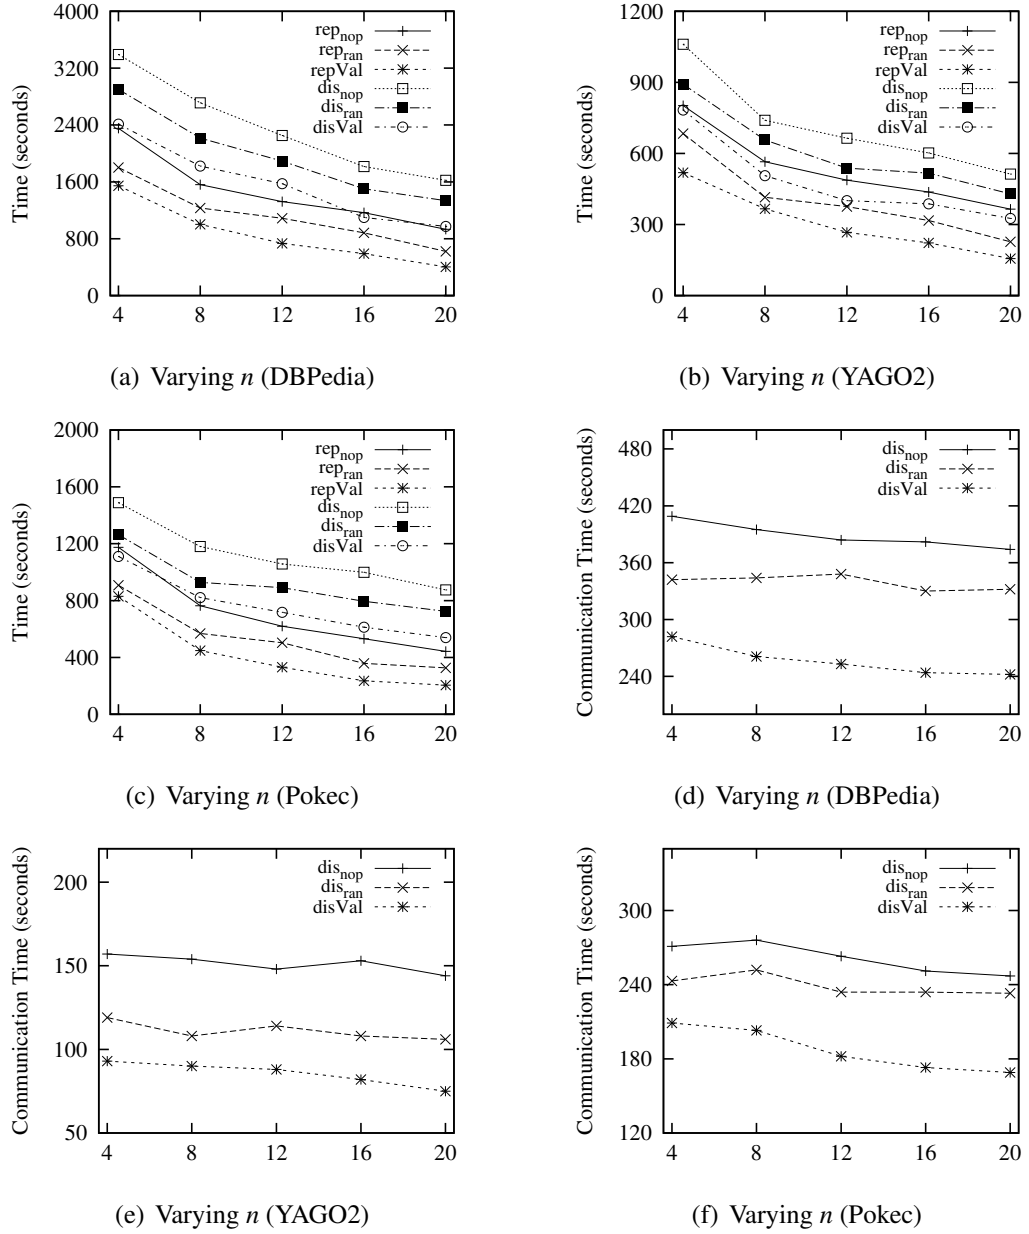 4000
3200
2400
1600
800
0
Time (seconds)
rep_nop
rep_ran
repVal
dis_nop
dis_ran
disVal
4 8 12 16 20
(a) Varying n (DBPedia)
1200
900
600
300
0
Time (seconds)
rep_nop
rep_ran
repVal
dis_nop
dis_ran
disVal
4 8 12 16 20
(b) Varying n (YAGO2)
2000
1600
1200
800
400
0
Time (seconds)
rep_nop
rep_ran
repVal
dis_nop
dis_ran
disVal
4 8 12 16 20
(c) Varying n (Pokec)
480
420
360
300
240
Communication Time (seconds)
dis_nop
dis_ran
disVal
4 8 12 16 20
(d) Varying n (DBPedia)
200
150
100
50
Communication Time (seconds)
dis_nop
dis_ran
disVal
4 8 12 16 20
(e) Varying n (YAGO2)
300
240
180
120
Communication Time (seconds)
dis_nop
dis_ran
disVal
4 8 12 16 20
(f) Varying n (Pokec)